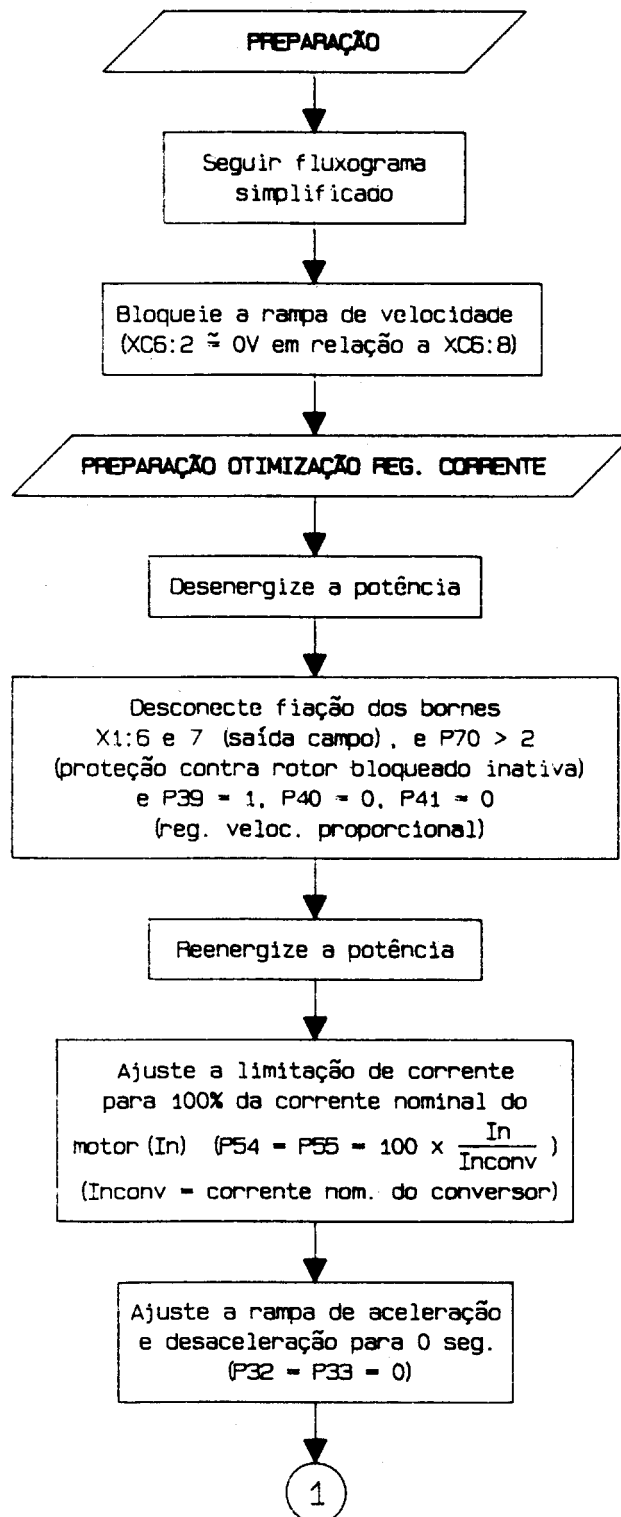 PREPARAÇÃO
Seguir fluxograma
simplificado
Bloqueie a rampa de velocidade
(XC6:2 ≅ 0V em relação a XC6:8)
PREPARAÇÃO OTIMIZAÇÃO REG. CORRENTE
Desenergize a potência
Desconecte fiação dos bornes
X1:6 e 7 (saída campo), e P70 > 2
(proteção contra rotor bloqueado inativa)
e P39 = 1, P40 = 0, P41 = 0
(reg. veloc. proporcional)
Reenergize a potência
Ajuste a limitação de corrente
para 100% da corrente nominal do
motor (In) (P54 = P55 = 100 x In/Inconv)
(Inconv = corrente nom. do conversor)
Ajuste a rampa de aceleração
e desaceleração para 0 seg.
(P32 = P33 = 0)
1